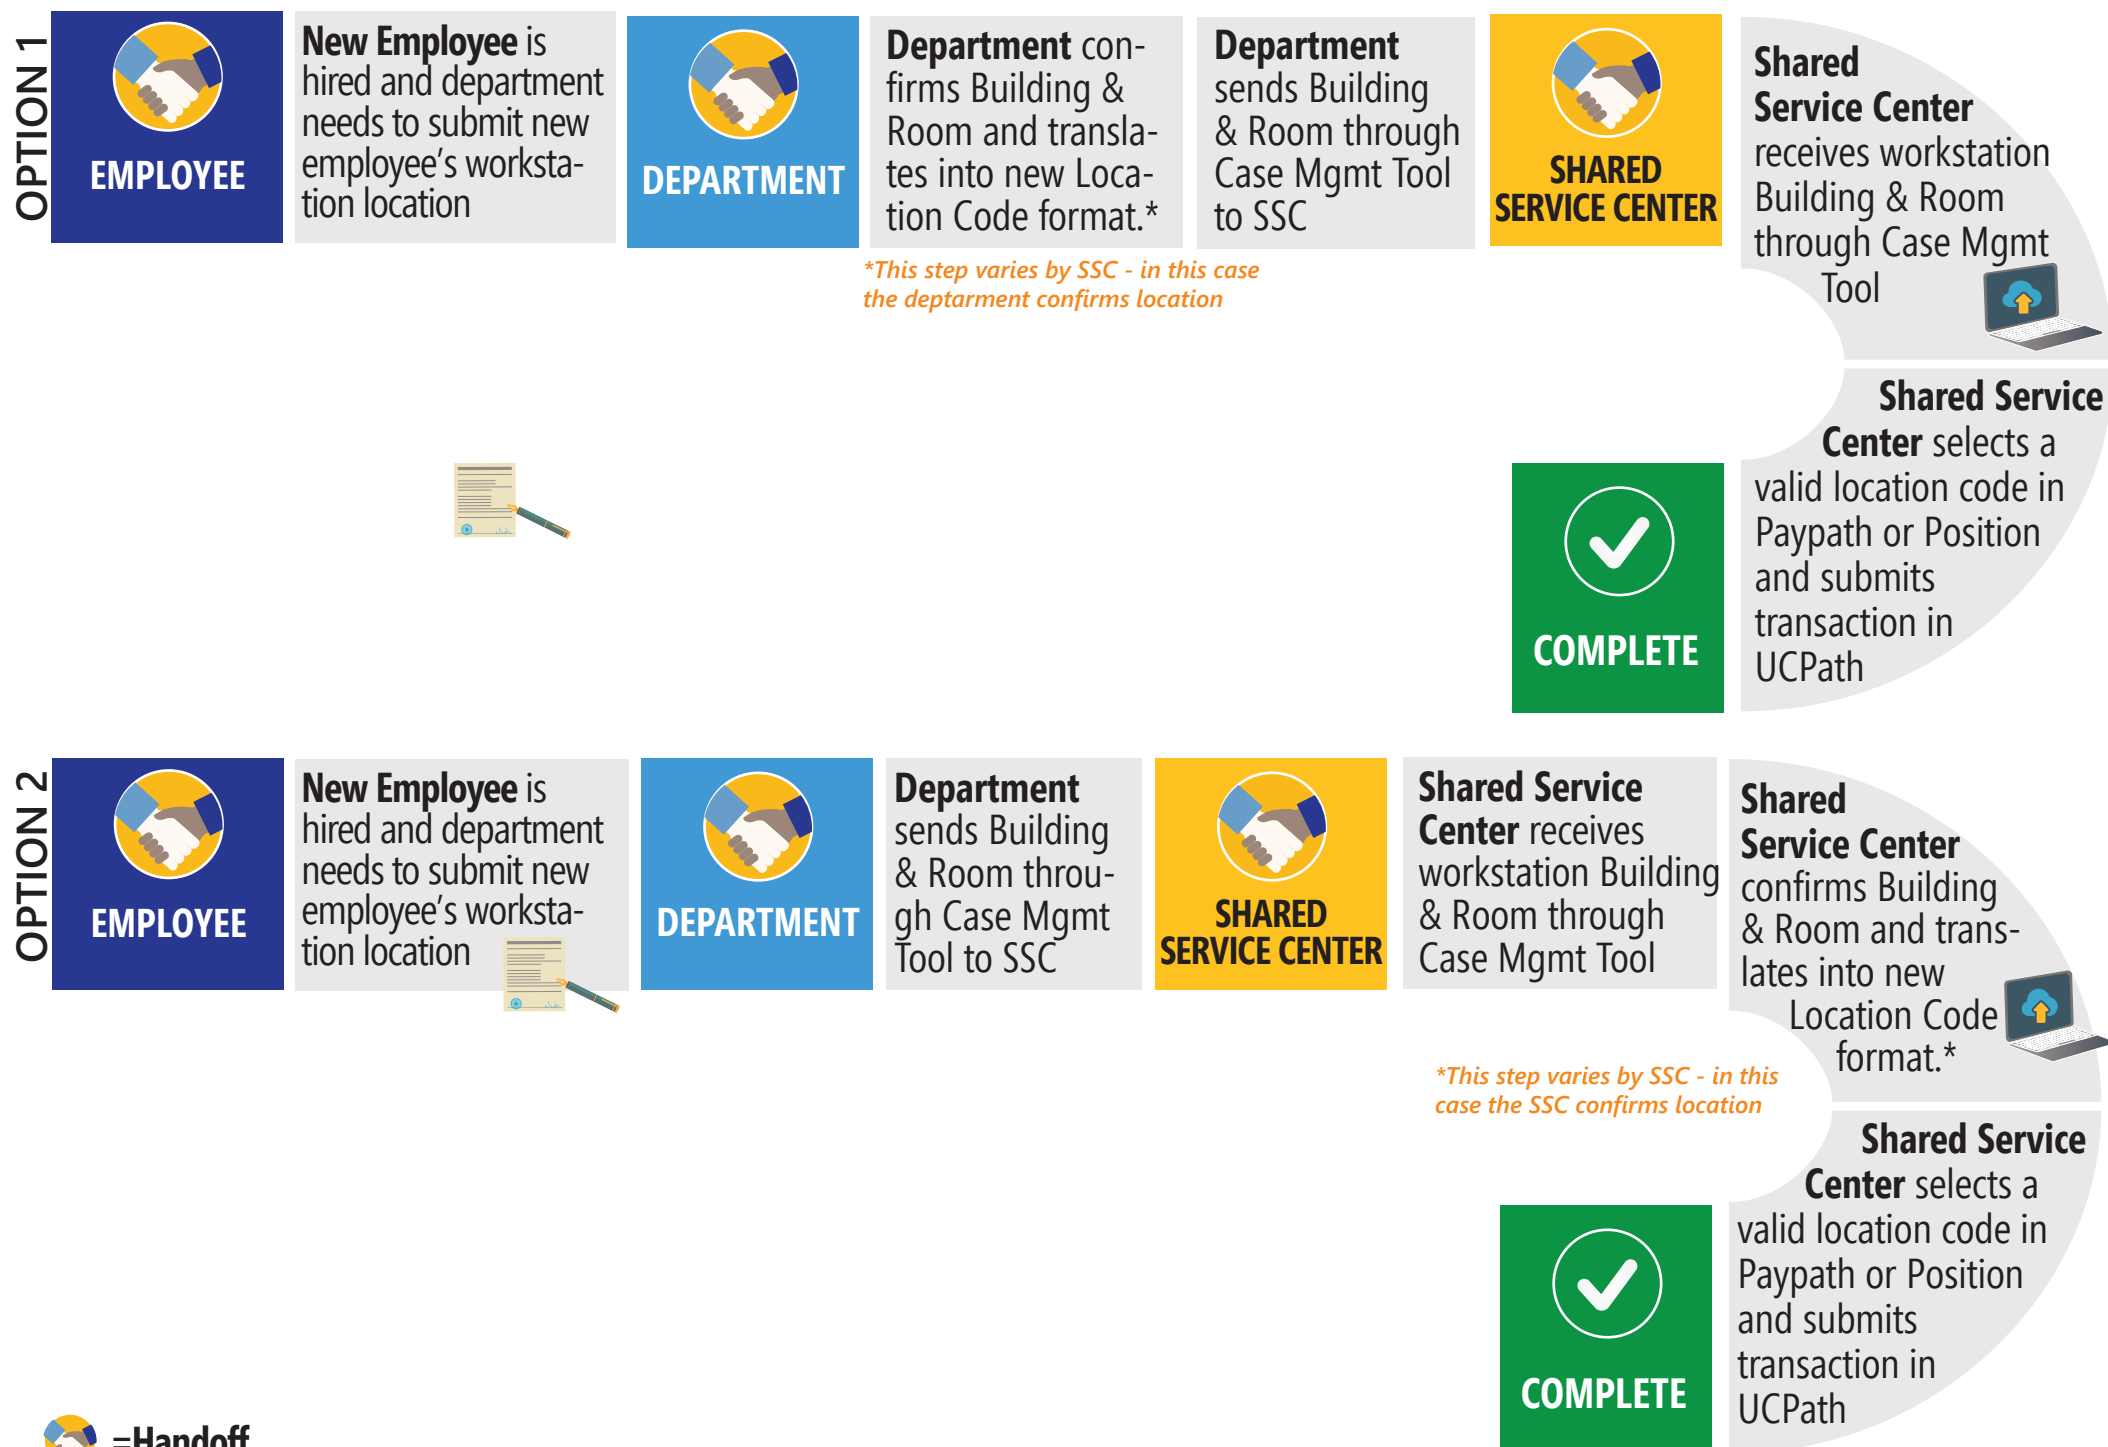 OPTION 1
EMPLOYEE
New Employee is
hired and department
needs to submit new
employee's worksta-
tion location
DEPARTMENT
Department con-
firms Building &
Room and transla-
tes into new Loca-
tion Code format.*
*This step varies by SSC - in this case
the deptarment confirms location
Department
sends Building
& Room through
Case Mgmt Tool
to SSC
SHARED
SERVICE CENTER
Shared
Service Center
receives workstation
Building & Room
through Case Mgmt
Tool
Shared Service
Center selects a
valid location code in
Paypath or Position
and submits
transaction in
UCPath
COMPLETE
OPTION 2
EMPLOYEE
New Employee is
hired and department
needs to submit new
employee's worksta-
tion location
DEPARTMENT
Department
sends Building
& Room throu-
gh Case Mgmt
Tool to SSC
SHARED
SERVICE CENTER
Shared Service
Center receives
workstation Building
& Room through
Case Mgmt Tool
Shared
Service Center
confirms Building
& Room and trans-
lates into new
Location Code
format.*
*This step varies by SSC - in this
case the SSC confirms location
Shared Service
Center selects a
valid location code in
Paypath or Position
and submits
transaction in
UCPath
COMPLETE
=Handoff